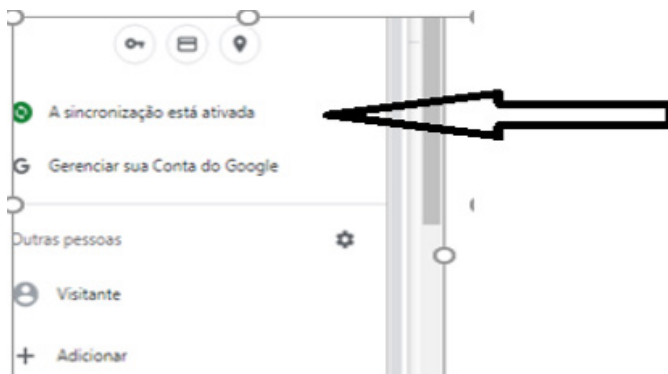 A sincronização está ativada
Gerenciar sua Conta do Google
Outras pessoas
Visitante
Adicionar